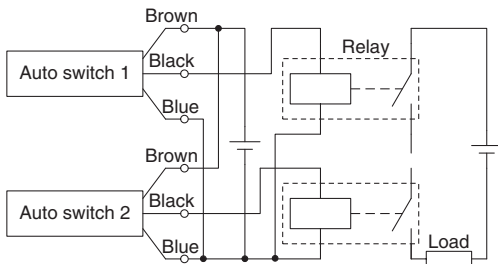 Brown
Relay
Auto switch 1
Black
Blue
Brown
Auto switch 2
Black
Blue
Load